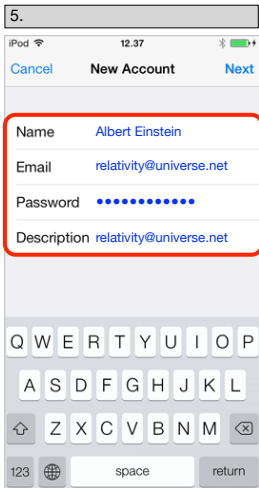 5.
iPod 12.37
Cancel New Account Next
Name Albert Einstein
Email relativity@universe.net
Password ••••••••••••
Description relativity@universe.net
Q W E R T Y U I O P
A S D F G H J K L
Z X C V B N M
123 space return